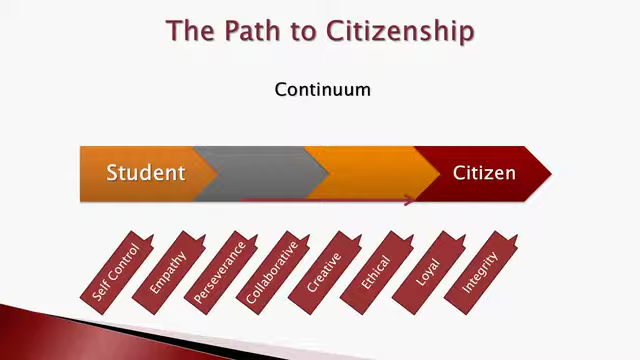 The Path to Citizenship
Continuum
Student
Citizen
Self Control
Empathy
Perseverance
Collaborative
Creative
Ethical
Loyal
Integrity